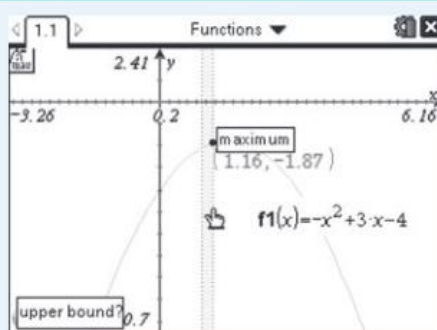 1.1 Functions
2.41 y
x
-3.26 0.2 6.16
maximum
(1.16, -1.87)
f1(x)=-x²+3·x-4
upper bound? 0.7